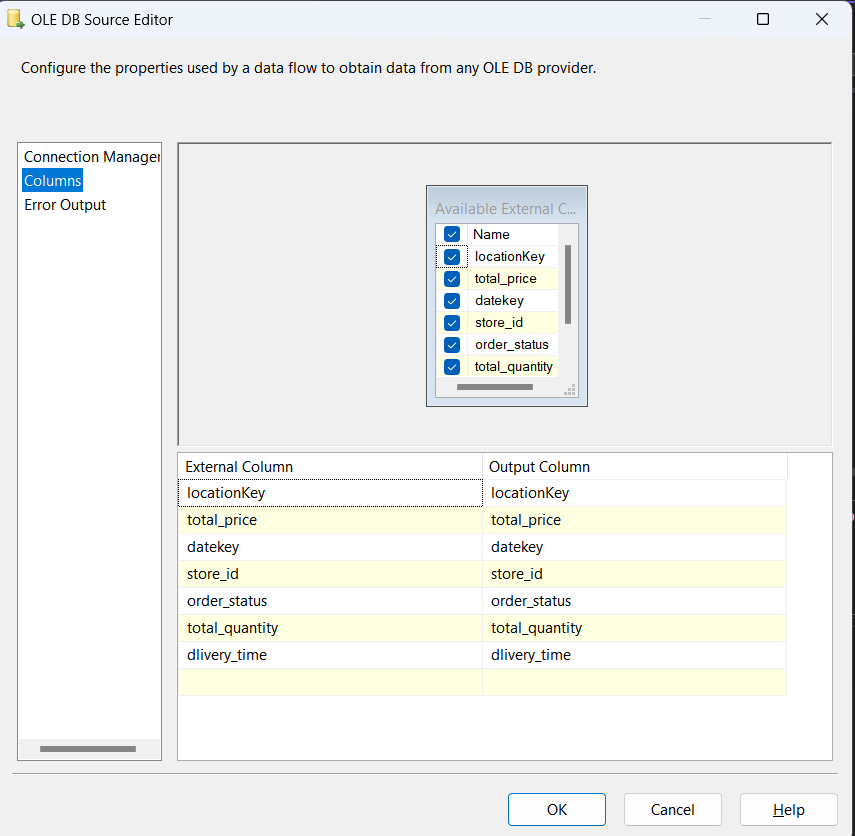 OLE DB Source Editor
Configure the properties used by a data flow to obtain data from any OLE DB provider.
Connection Manager
Columns
Error Output
Available External C...
Name
locationKey
total_price
datekey
store_id
order_status
total_quantity
External Column Output Column
locationKey locationKey
total_price total_price
datekey datekey
store_id store_id
order_status order_status
total_quantity total_quantity
dlivery_time dlivery_time
OK Cancel Help